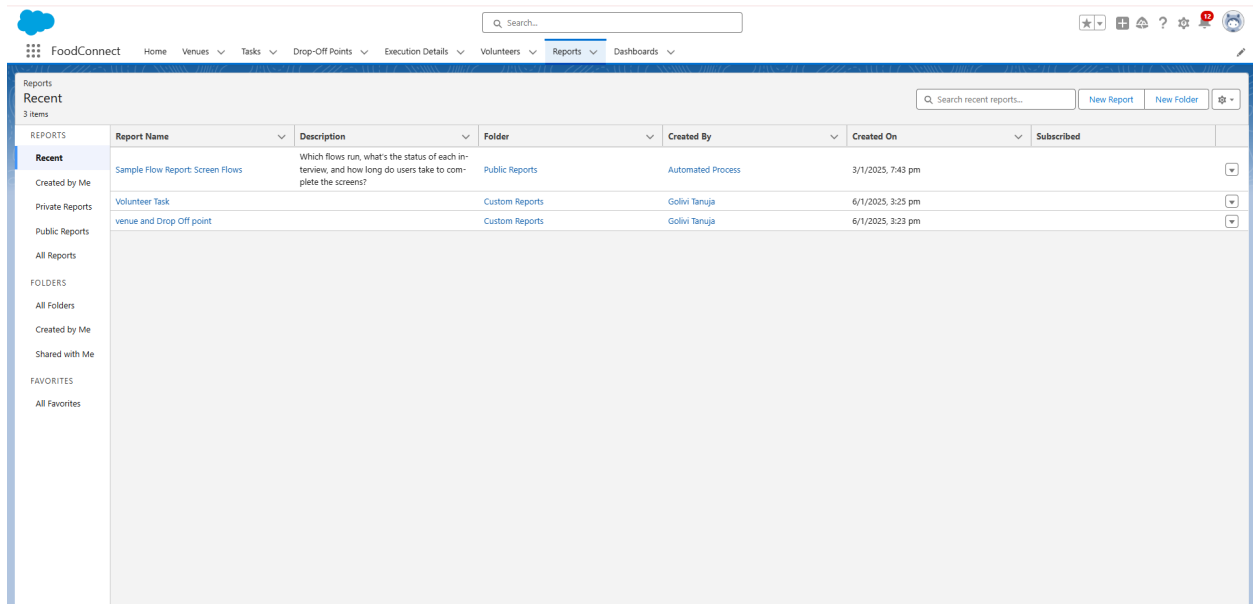 Search...
12
FoodConnect Home Venues Tasks Drop-Off Points Execution Details Volunteers Reports Dashboards
Reports
Recent
3 items
Search recent reports...
New Report
New Folder
REPORTS
Recent
Created by Me
Private Reports
Public Reports
All Reports
FOLDERS
All Folders
Created by Me
Shared with Me
FAVORITES
All Favorites
Report Name Description Folder Created By Created On Subscribed
Sample Flow Report: Screen Flows
Which flows run, what's the status of each in-
terview, and how long do users take to com-
plete the screens?
Public Reports Automated Process 3/1/2025, 7:43 pm
Volunteer Task Custom Reports Golivi Tanuja 6/1/2025, 3:25 pm
venue and Drop Off point Custom Reports Golivi Tanuja 6/1/2025, 3:23 pm